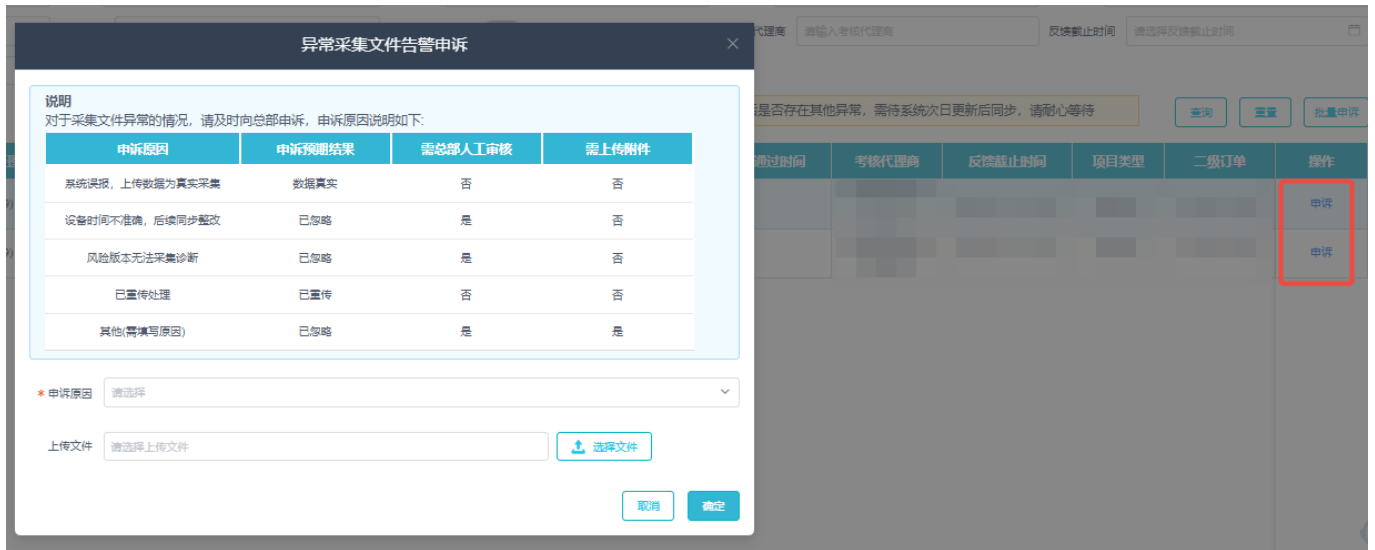 异常采集文件告警申诉
代理商 请输入考核代理商 反馈截止时间 请选择反馈截止时间
说明
对于采集文件异常的情况，请及时向总部申诉，申诉原因说明如下:
是否存在其他异常，需待系统次日更新后同步，请耐心等待 查询 重置 批量申诉
申诉原因 申诉预期结果 需总部人工审核 需上传附件
通过时间 考核代理商 反馈截止时间 项目类型 二级订单 操作
系统误报，上传数据为真实采集 数据真实 否 否
申诉
设备时间不准确，后续同步整改 已忽略 是 否
风险版本无法采集诊断 已忽略 是 否
申诉
已重传处理 已重传 否 否
其他(需填写原因) 已忽略 是 是
* 申诉原因 请选择
上传文件 请选择上传文件 选择文件
取消 确定